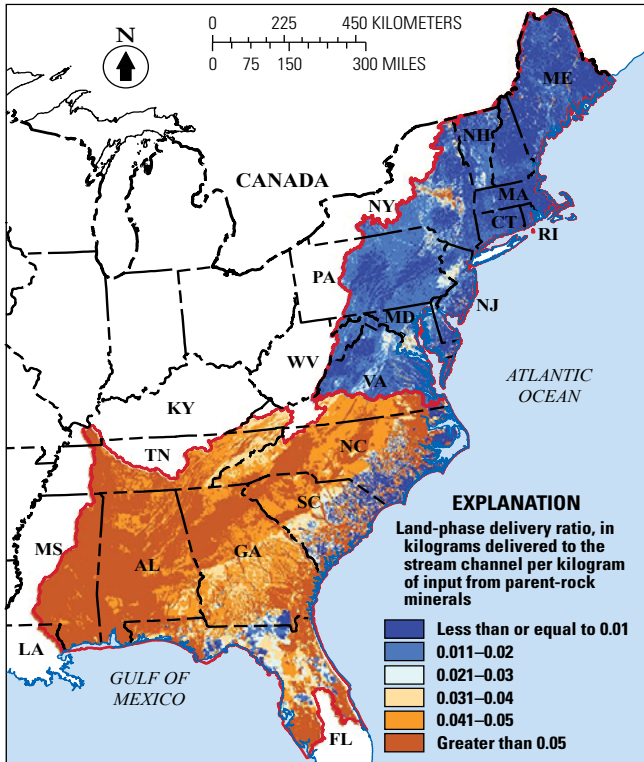 N
0 225 450 KILOMETERS
0 75 150 300 MILES
ME
NH
CANADA
NY
MA
CT
RI
PA
NJ
MD
WV
VA
ATLANTIC
OCEAN
KY
TN
NC
SC
MS
AL
GA
LA
GULF OF
MEXICO
FL
EXPLANATION
Land-phase delivery ratio, in
kilograms delivered to the
stream channel per kilogram
of input from parent-rock
minerals
Less than or equal to 0.01
0.011–0.02
0.021–0.03
0.031–0.04
0.041–0.05
Greater than 0.05